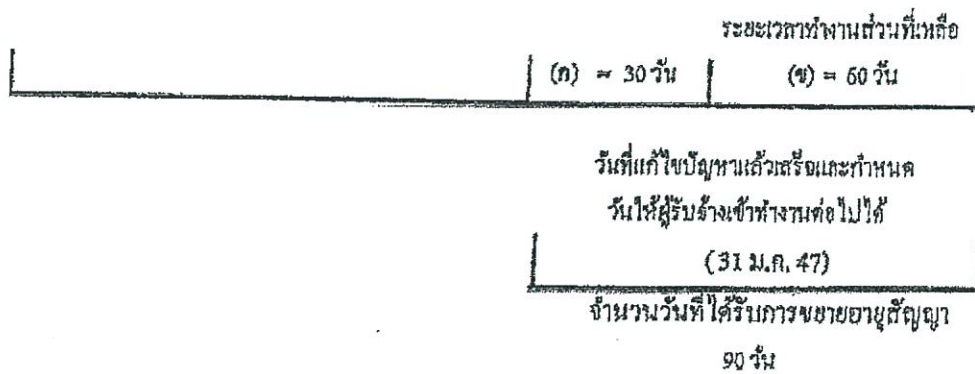 ระยะเวลาทำงานส่วนที่เหลือ
(ก) = 30 วัน (ข) = 60 วัน
วันที่แก้ไขปัญหาแล้วเสร็จและกำหนด
วันให้ผู้รับจ้างเข้าทำงานต่อไปได้
(31 ม.ค. 47)
จำนวนวันที่ได้รับการขยายอายุสัญญา
90 วัน